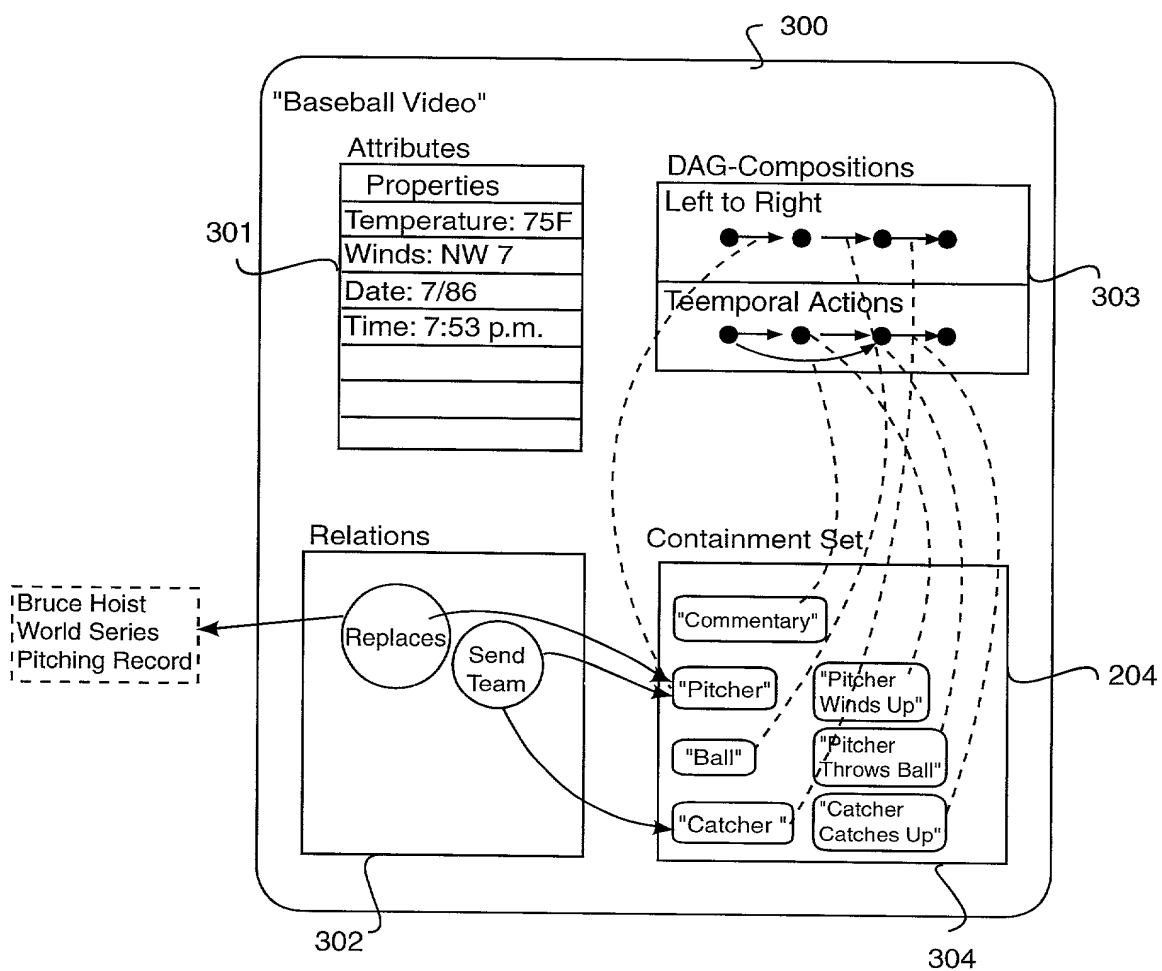 300
"Baseball Video"
Attributes
Properties
Temperature: 75F
Winds: NW 7
Date: 7/86
Time: 7:53 p.m.
301
DAG-Compositions
Left to Right
Teemporal Actions
303
Relations
Replaces
Send
Team
Bruce Hoist
World Series
Pitching Record
302
Containment Set
"Commentary"
"Pitcher"
"Ball"
"Catcher "
"Pitcher
Winds Up"
"Pitcher
Throws Ball"
"Catcher
Catches Up"
204
304